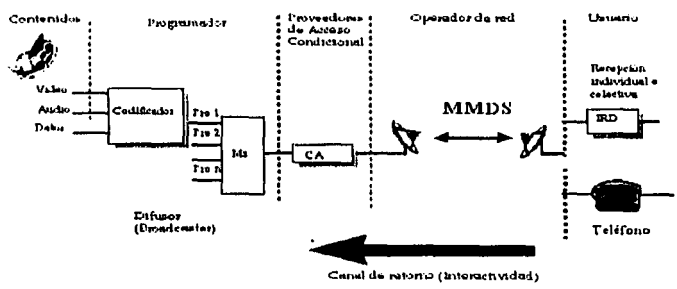 Contenidos
Programador
Proveedores
de Acceso
Condicional
Operador de red
Usuario
Video
Audio
Datos
Codificador
Pro 1
Pro 2
Pro n
Mx
CA
MMDS
Recepción
individual o
colectiva
IRD
Teléfono
Difusor
(Broadcaster)
Canal de retorno (Interactividad)